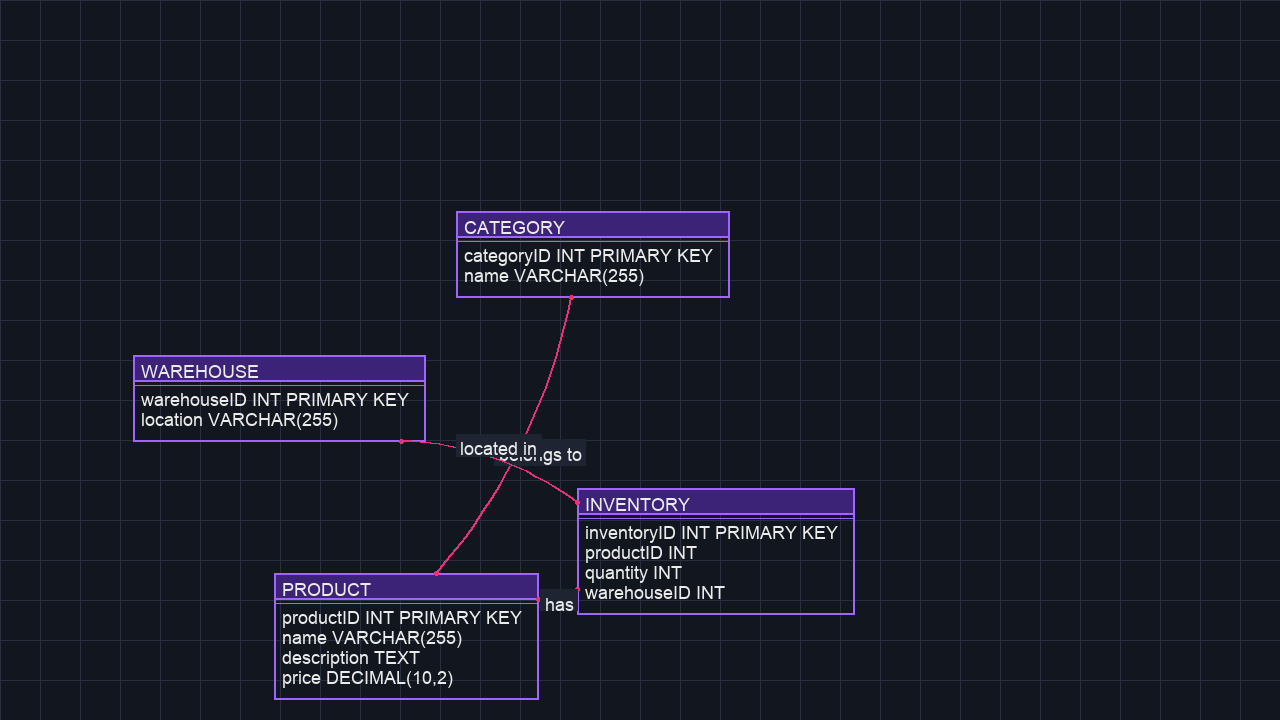 CATEGORY
categoryID INT PRIMARY KEY
name VARCHAR(255)
WAREHOUSE
warehouseID INT PRIMARY KEY
location VARCHAR(255)
located in
gs to
INVENTORY
inventoryID INT PRIMARY KEY
productID INT
quantity INT
warehouseID INT
has
PRODUCT
productID INT PRIMARY KEY
name VARCHAR(255)
description TEXT
price DECIMAL(10,2)